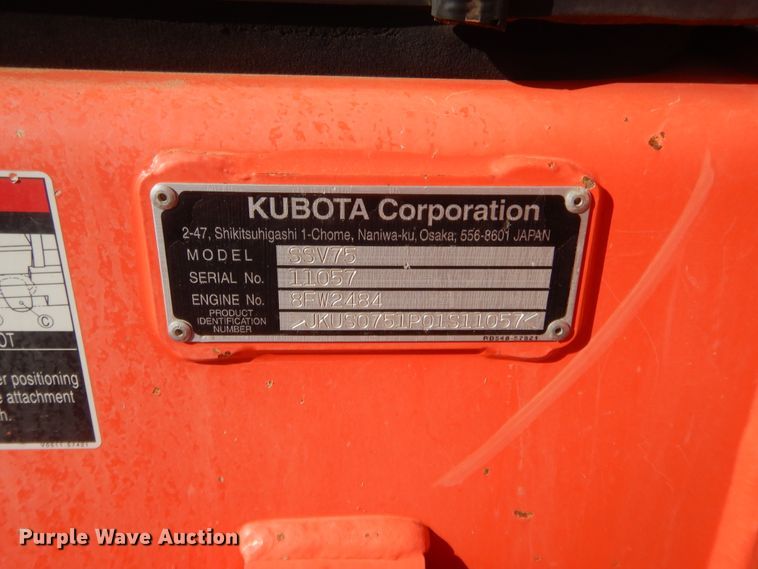 KUBOTA Corporation
2-47, Shikitsuhigashi 1-Chome, Naniwa-ku, Osaka, 556-8601 JAPAN
MODEL SSV75
SERIAL No. 11057
ENGINE No. 8FW2484
PRODUCT IDENTIFICATION NUMBER >JKUS0751P01S11057<
C
OT
er positioning
e attachment
h.
Purple Wave Auction®